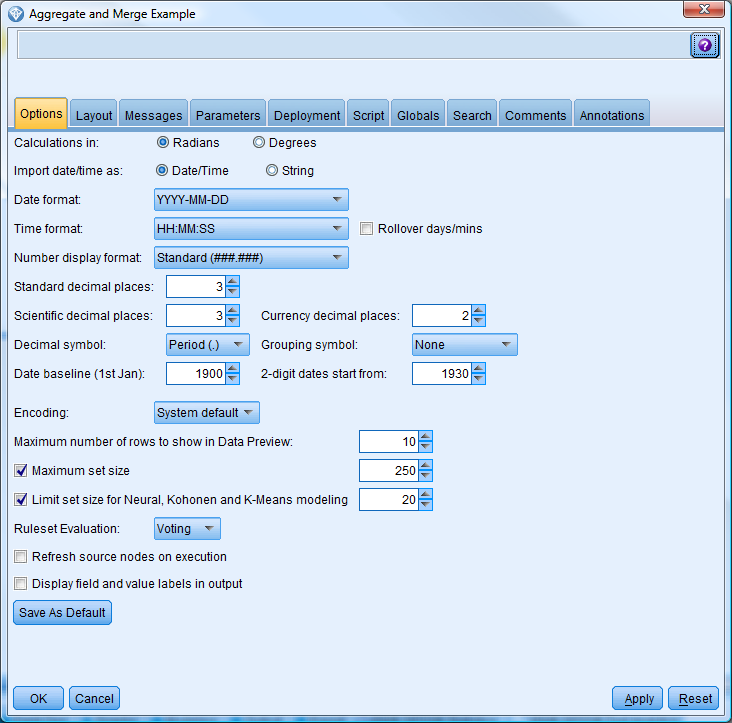 Aggregate and Merge Example
Options Layout Messages Parameters Deployment Script Globals Search Comments Annotations
Calculations in: Radians Degrees
Import date/time as: Date/Time String
Date format: YYYY-MM-DD
Time format: HH:MM:SS Rollover days/mins
Number display format: Standard (###.###)
Standard decimal places: 3
Scientific decimal places: 3 Currency decimal places: 2
Decimal symbol: Period (.) Grouping symbol: None
Date baseline (1st Jan): 1900 2-digit dates start from: 1930
Encoding: System default
Maximum number of rows to show in Data Preview: 10
Maximum set size 250
Limit set size for Neural, Kohonen and K-Means modeling 20
Ruleset Evaluation: Voting
Refresh source nodes on execution
Display field and value labels in output
Save As Default
OK Cancel Apply Reset